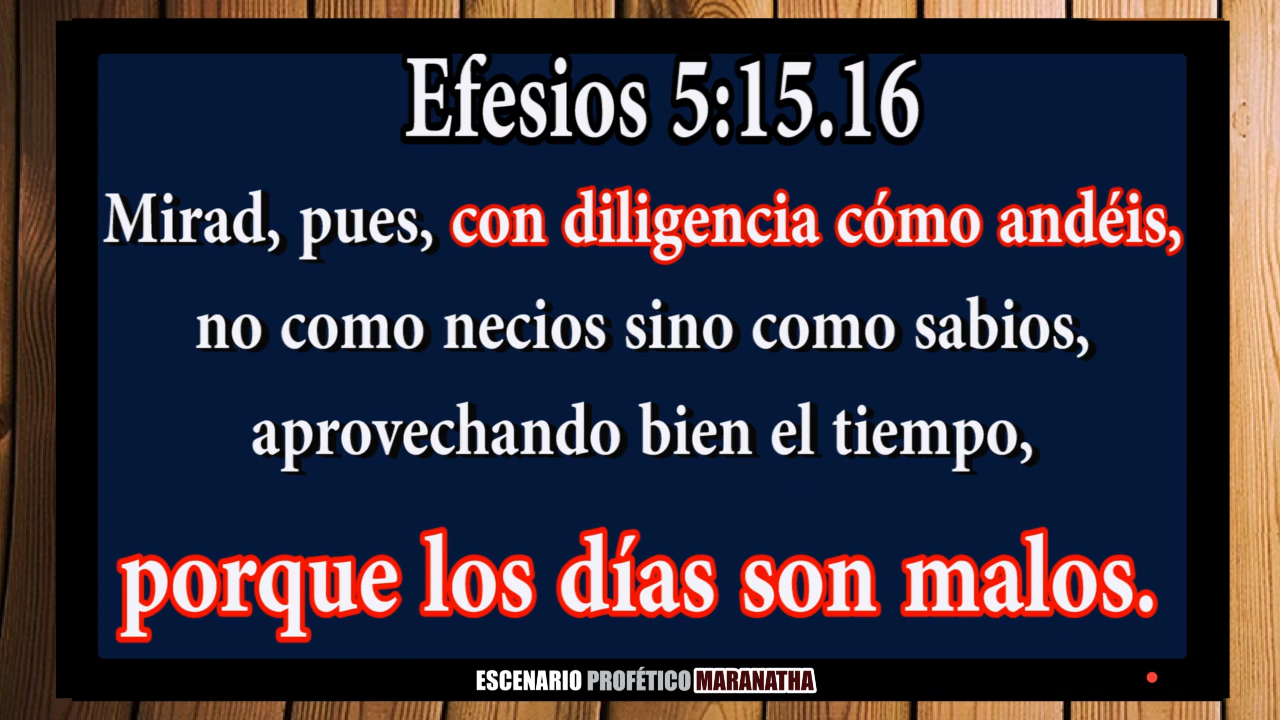 Efesios 5:15.16
Mirad, pues, con diligencia cómo andéis,
no como necios sino como sabios,
aprovechando bien el tiempo,
porque los días son malos.
ESCENARIO PROFÉTICO MARANATHA